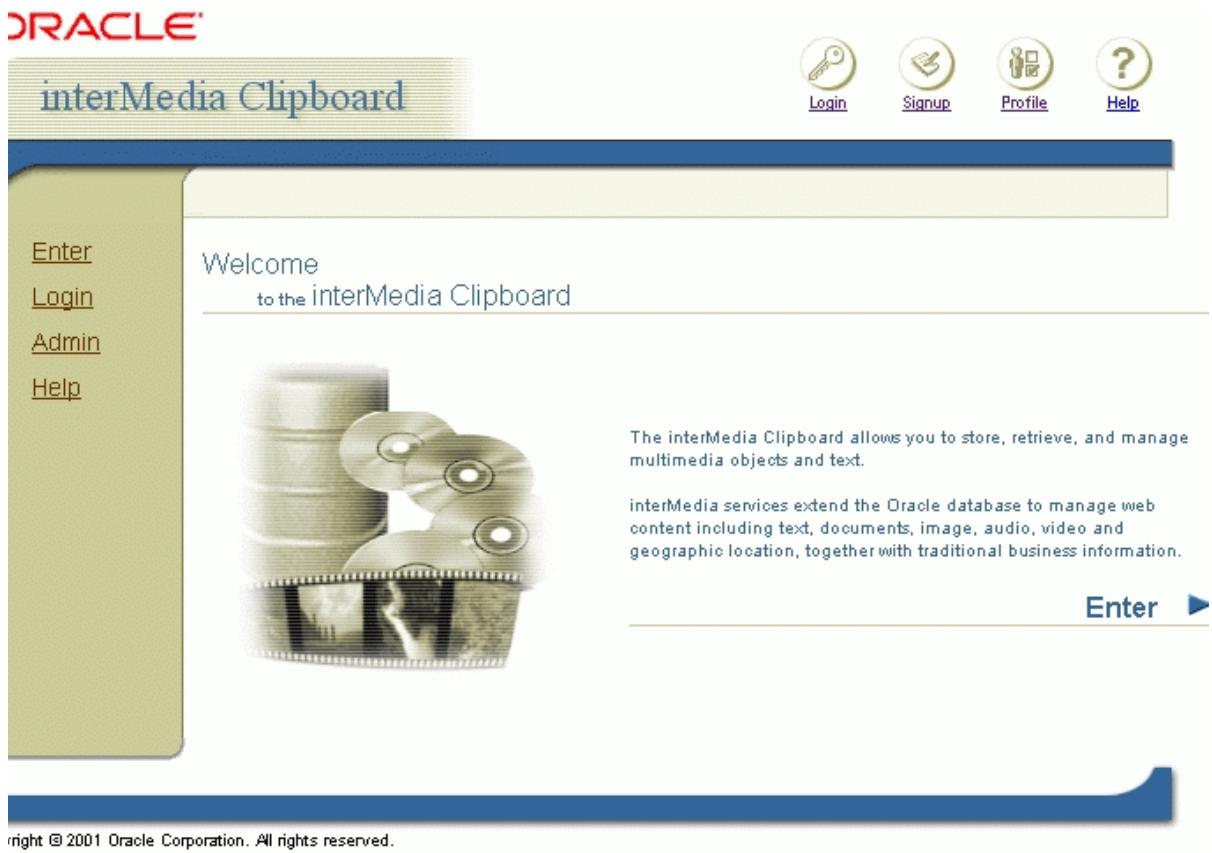 ORACLE
interMedia Clipboard
Login Signup Profile Help
Enter
Login
Admin
Help
Welcome
to the interMedia Clipboard
The interMedia Clipboard allows you to store, retrieve, and manage
multimedia objects and text.
interMedia services extend the Oracle database to manage web
content including text, documents, image, audio, video and
geographic location, together with traditional business information.
Enter
right © 2001 Oracle Corporation. All rights reserved.